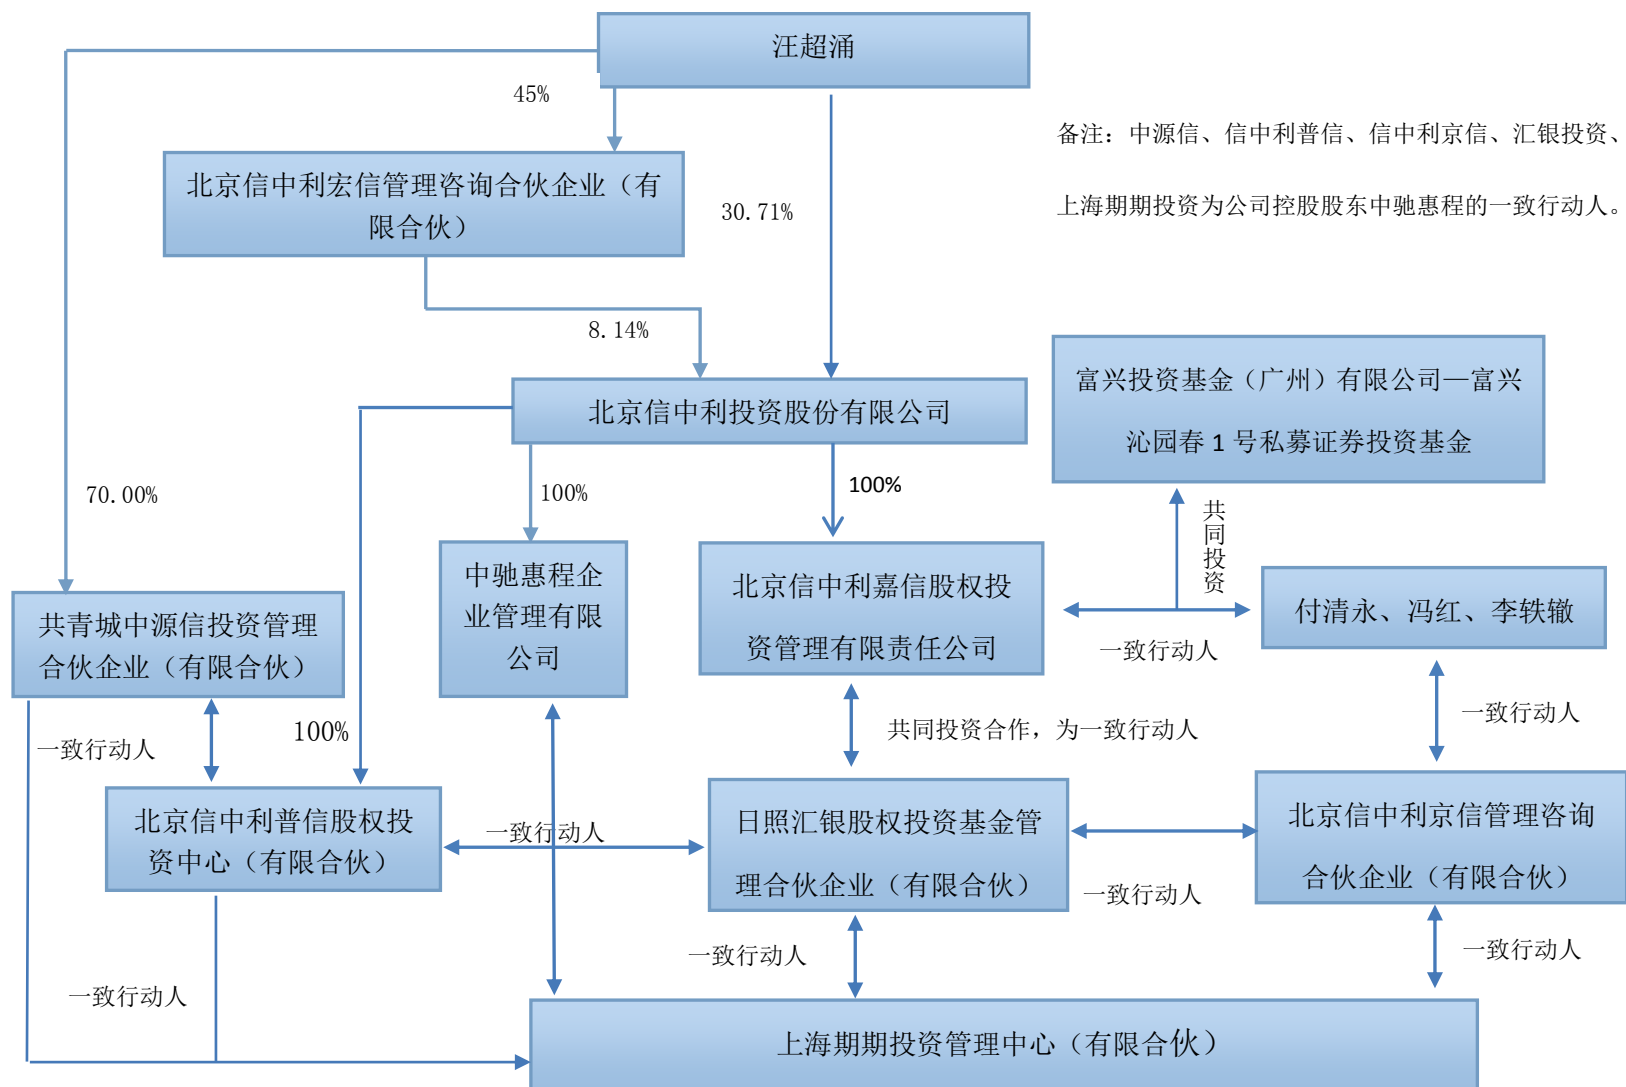 汪超涌
45%
备注：中源信、信中利普信、信中利京信、汇银投资、
上海期期投资为公司控股股东中驰惠程的一致行动人。
北京信中利宏信管理咨询合伙企业（有
限合伙）
30.71%
8.14%
富兴投资基金（广州）有限公司—富兴
沁园春 1 号私募证券投资基金
北京信中利投资股份有限公司
70.00%
100%
100%
共同投资
中驰惠程企
业管理有限
公司
北京信中利嘉信股权投
资管理有限责任公司
付清永、冯红、李轶辙
共青城中源信投资管理
合伙企业（有限合伙）
一致行动人
一致行动人
100%
共同投资合作，为一致行动人
一致行动人
北京信中利普信股权投
资中心（有限合伙）
一致行动人
日照汇银股权投资基金管
理合伙企业（有限合伙）
一致行动人
北京信中利京信管理咨询
合伙企业（有限合伙）
一致行动人
一致行动人
一致行动人
上海期期投资管理中心（有限合伙）